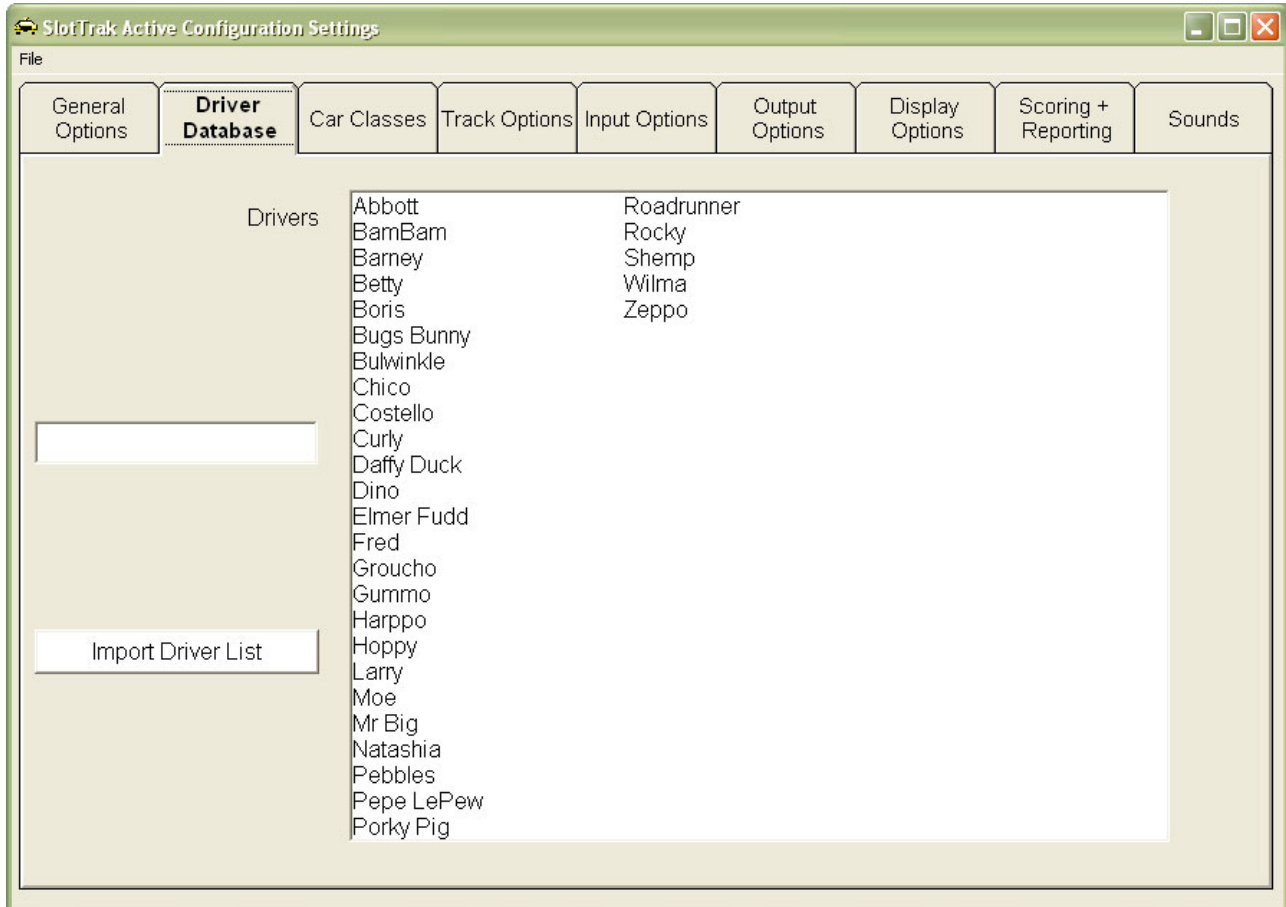 SlotTrak Active Configuration Settings
File
General
Options
Driver
Database
Car Classes
Track Options
Input Options
Output
Options
Display
Options
Scoring +
Reporting
Sounds
Drivers
Abbott
BamBam
Barney
Betty
Boris
Bugs Bunny
Bulwinkle
Chico
Costello
Curly
Daffy Duck
Dino
Elmer Fudd
Fred
Groucho
Gummo
Harppo
Hoppy
Larry
Moe
Mr Big
Natashia
Pebbles
Pepe LePew
Porky Pig
Roadrunner
Rocky
Shemp
Wilma
Zeppo
Import Driver List